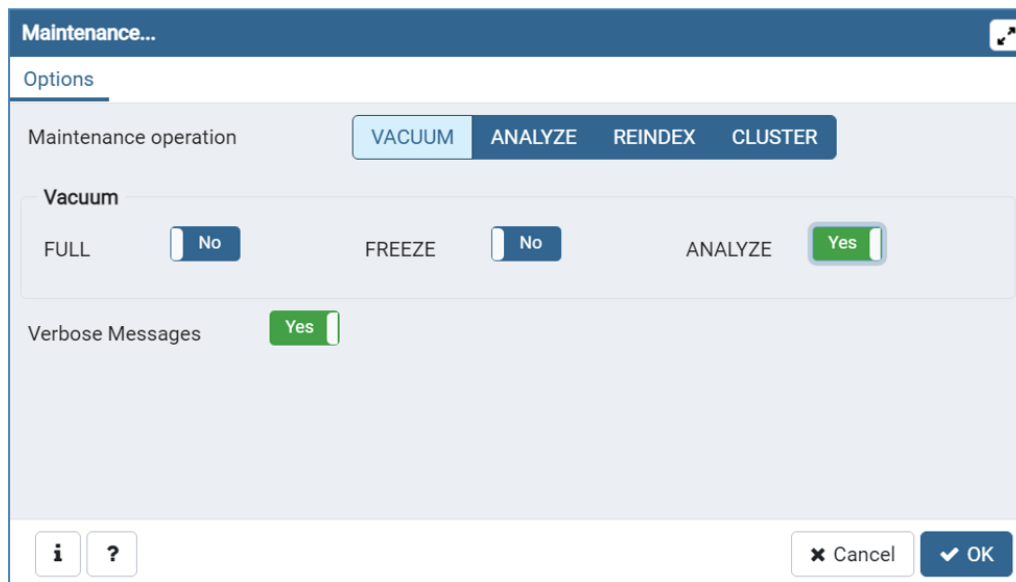 Maintenance...
Options
Maintenance operation VACUUM ANALYZE REINDEX CLUSTER
Vacuum
FULL No FREEZE No ANALYZE Yes
Verbose Messages Yes
i ? Cancel OK